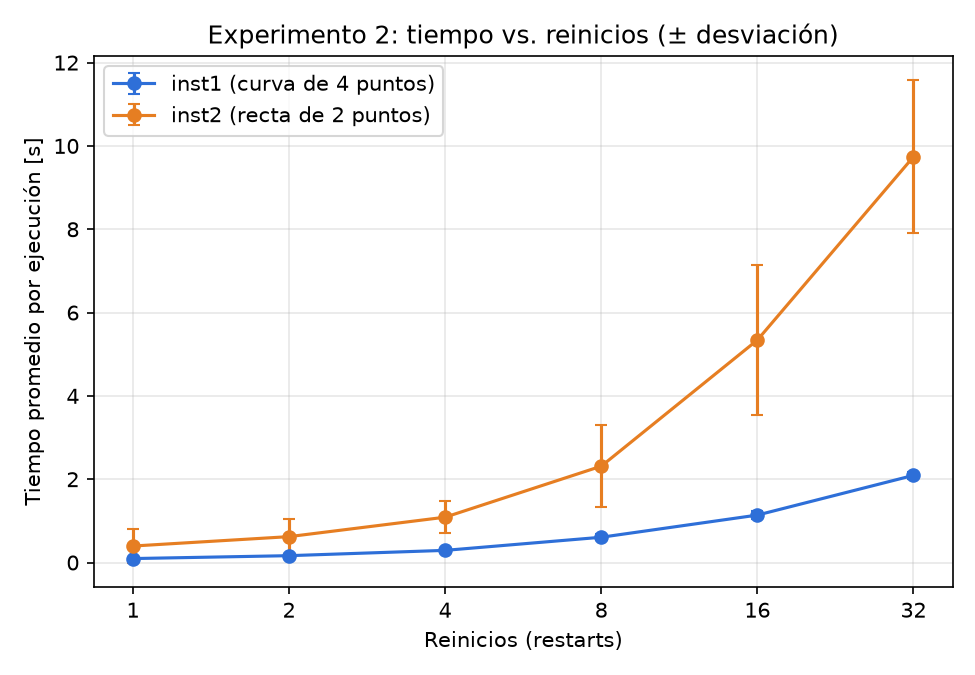 Experimento 2: tiempo vs. reinicios (± desviación)
inst1 (curva de 4 puntos)
inst2 (recta de 2 puntos)
Tiempo promedio por ejecución [s]
12
10
8
6
4
2
0
1 2 4 8 16 32
Reinicios (restarts)